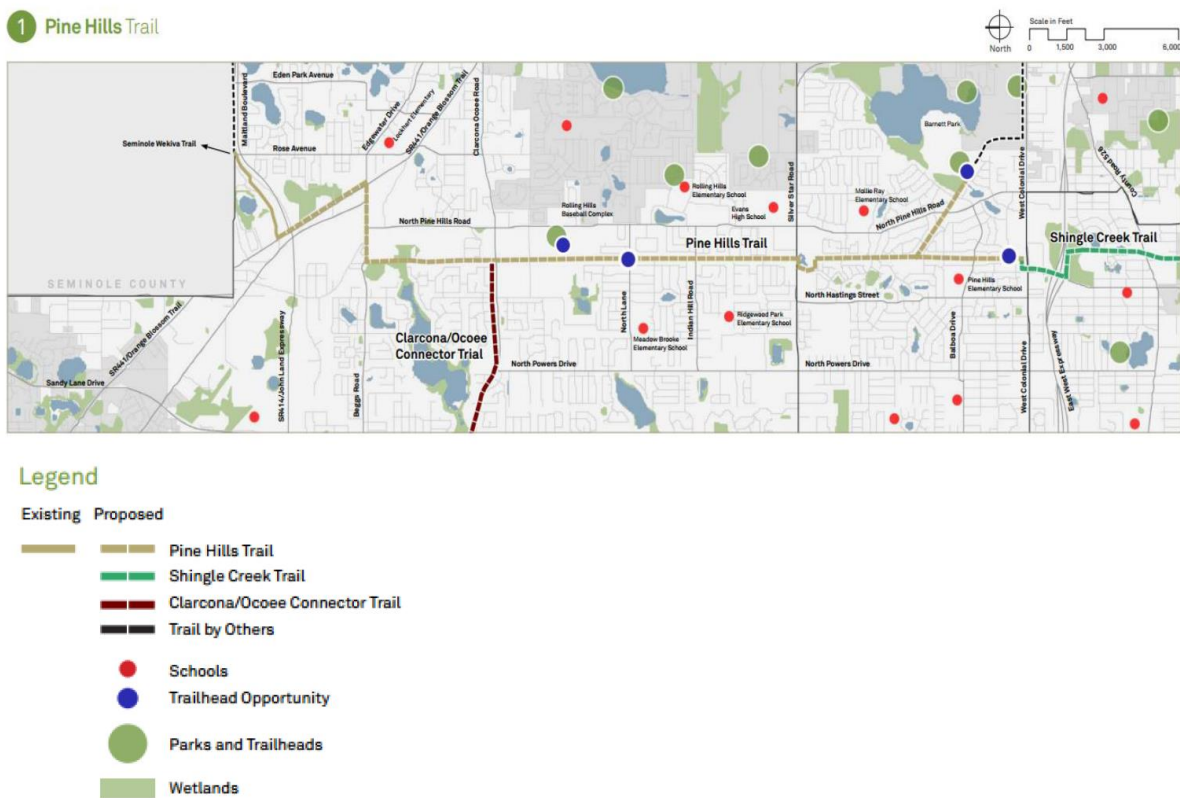 1 Pine Hills Trail
North
Scale in Feet
0 1,500 3,000 6,000
Eden Park Avenue
Maitland Boulevard
Edgewater Drive
Lockhart Elementary
SR441/Orange Blossom Trail
Clarcona Ocoee Road
Seminole Wekiva Trail
Rose Avenue
Barnett Park
West Colonial Drive
County Road 526
Rolling Hills
Elementary School
Evans
High School
Silver Star Road
Mollie Ray
Elementary School
North Pine Hills Road
Rolling Hills
Baseball Complex
North Pine Hills Road
Pine Hills Trail
Shingle Creek Trail
SEMINOLE COUNTY
Pine Hills
Elementary School
North Hastings Street
SR441/Orange Blossom Trail
SR414/John Land Expressway
Beggs Road
Clarcona/Ocoee
Connector Trial
North Lane
Indian Hill Road
Ridgewood Park
Elementary School
Meadow Brooke
Elementary School
North Powers Drive
North Powers Drive
Balboa Drive
West Colonial Drive
East West Expressway
Sandy Lane Drive
Legend
Existing Proposed
Pine Hills Trail
Shingle Creek Trail
Clarcona/Ocoee Connector Trail
Trail by Others
Schools
Trailhead Opportunity
Parks and Trailheads
Wetlands